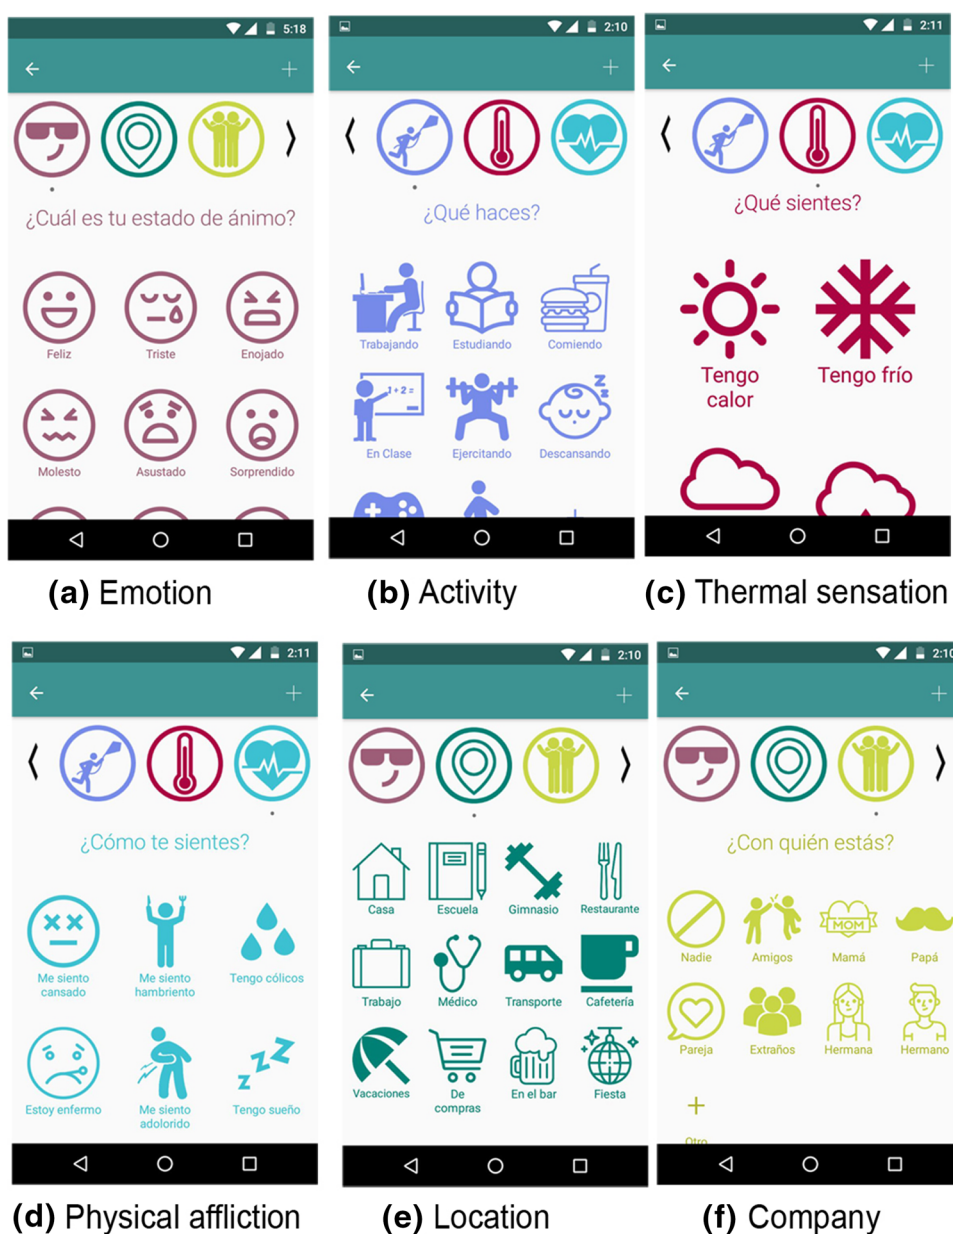 5:18
¿Cuál es tu estado de ánimo?
Feliz Triste Enojado
Molesto Asustado Sorprendido
(a) Emotion
2:10
¿Qué haces?
Trabajando Estudiando Comiendo
1+2=
z z
En Clase Ejercitando Descansando
(b) Activity
2:11
¿Qué sientes?
Tengo calor
Tengo frío
(c) Thermal sensation
2:11
¿Cómo te sientes?
Me siento cansado
Me siento hambriento
Tengo cólicos
z z z
Estoy enfermo
Me siento adolorido
Tengo sueño
(d) Physical affliction
2:10
Casa Escuela Gimnasio Restaurante
Trabajo Médico Transporte Cafetería
Vacaciones De compras En el bar Fiesta
(e) Location
2:10
¿Con quién estás?
MOM
Nadie Amigos Mamá Papá
Pareja Extraños Hermana Hermano
Otro
(f) Company